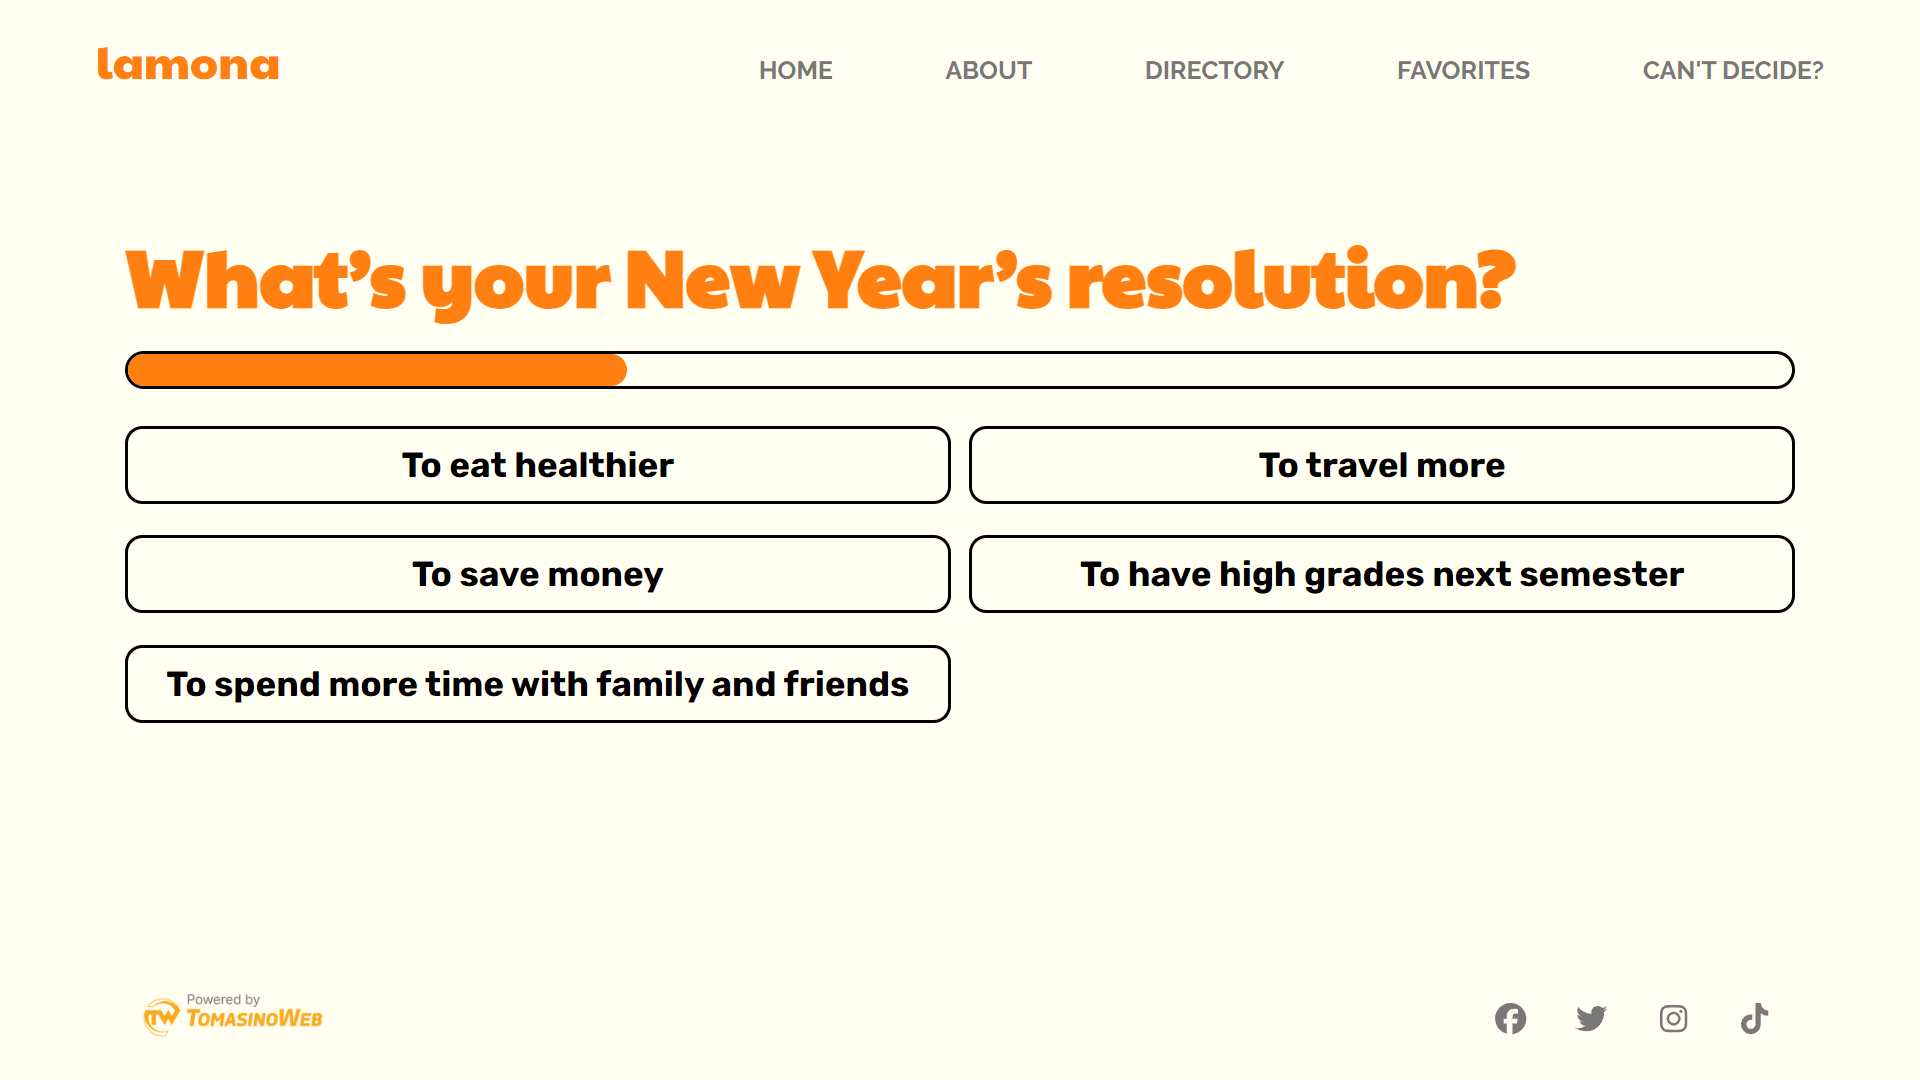 lamona
HOME ABOUT DIRECTORY FAVORITES CAN'T DECIDE?
What’s your New Year’s resolution?
To eat healthier
To travel more
To save money
To have high grades next semester
To spend more time with family and friends
Powered by
TW TOMASINOWEB